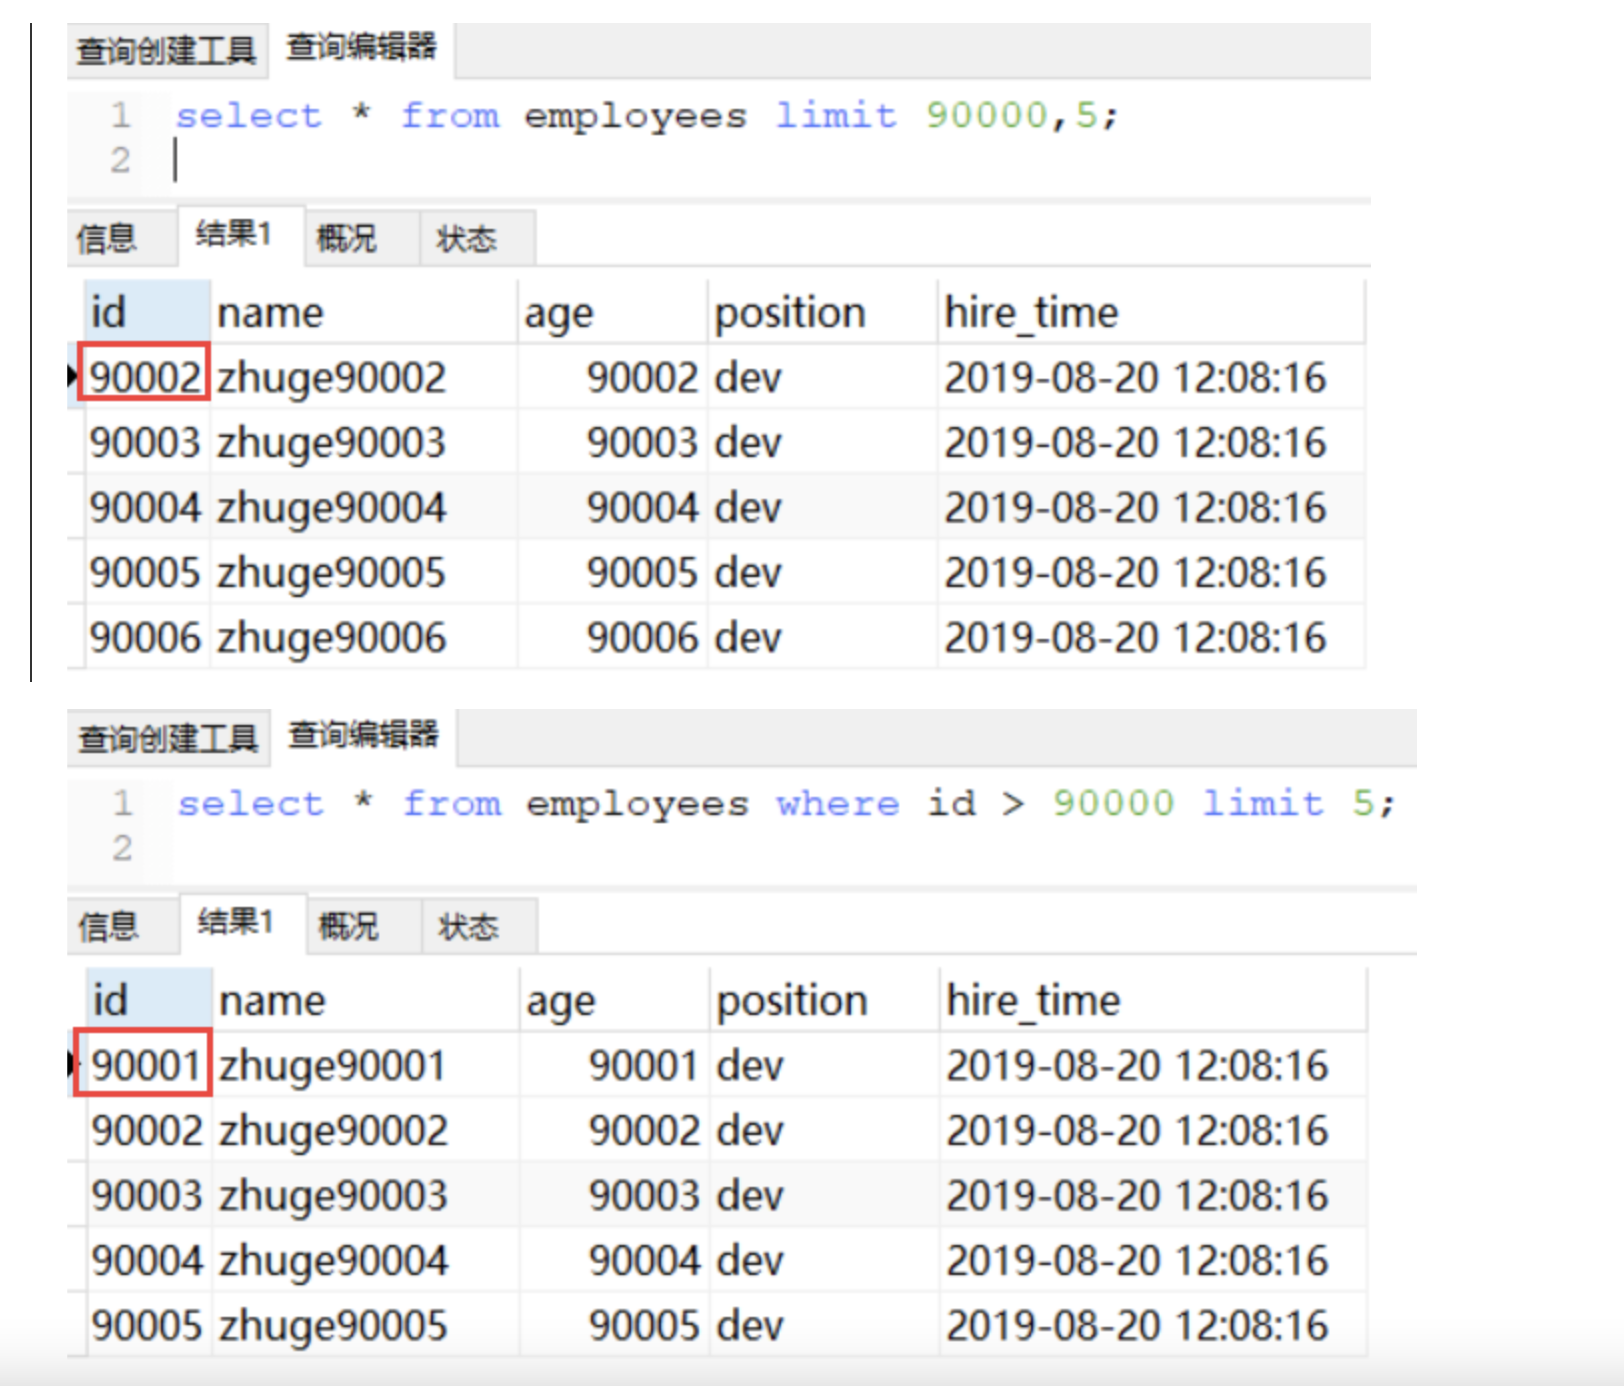 查询创建工具 查询编辑器
1 select * from employees limit 90000,5;
2
信息 结果1 概况 状态
id name age position hire_time
90002 zhuge90002 90002 dev 2019-08-20 12:08:16
90003 zhuge90003 90003 dev 2019-08-20 12:08:16
90004 zhuge90004 90004 dev 2019-08-20 12:08:16
90005 zhuge90005 90005 dev 2019-08-20 12:08:16
90006 zhuge90006 90006 dev 2019-08-20 12:08:16
查询创建工具 查询编辑器
1 select * from employees where id > 90000 limit 5;
2
信息 结果1 概况 状态
id name age position hire_time
90001 zhuge90001 90001 dev 2019-08-20 12:08:16
90002 zhuge90002 90002 dev 2019-08-20 12:08:16
90003 zhuge90003 90003 dev 2019-08-20 12:08:16
90004 zhuge90004 90004 dev 2019-08-20 12:08:16
90005 zhuge90005 90005 dev 2019-08-20 12:08:16